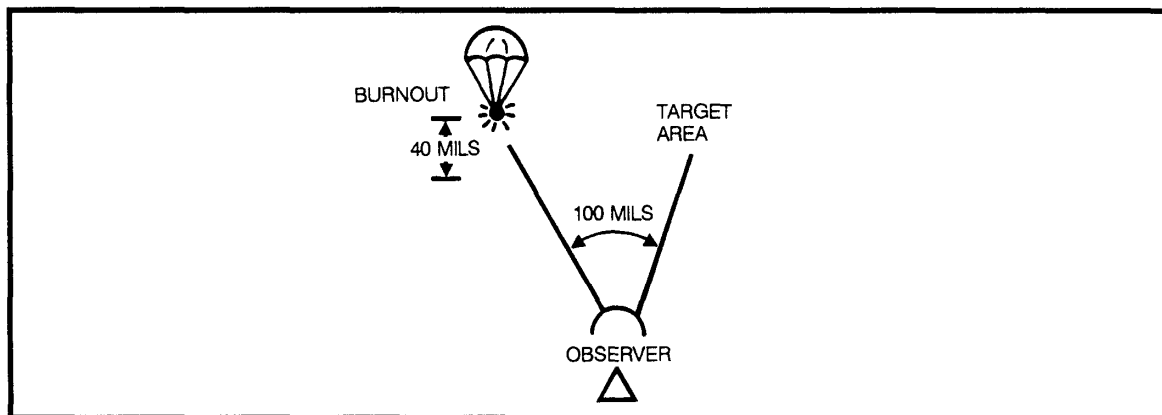 BURNOUT
40 MILS
TARGET
AREA
100 MILS
OBSERVER